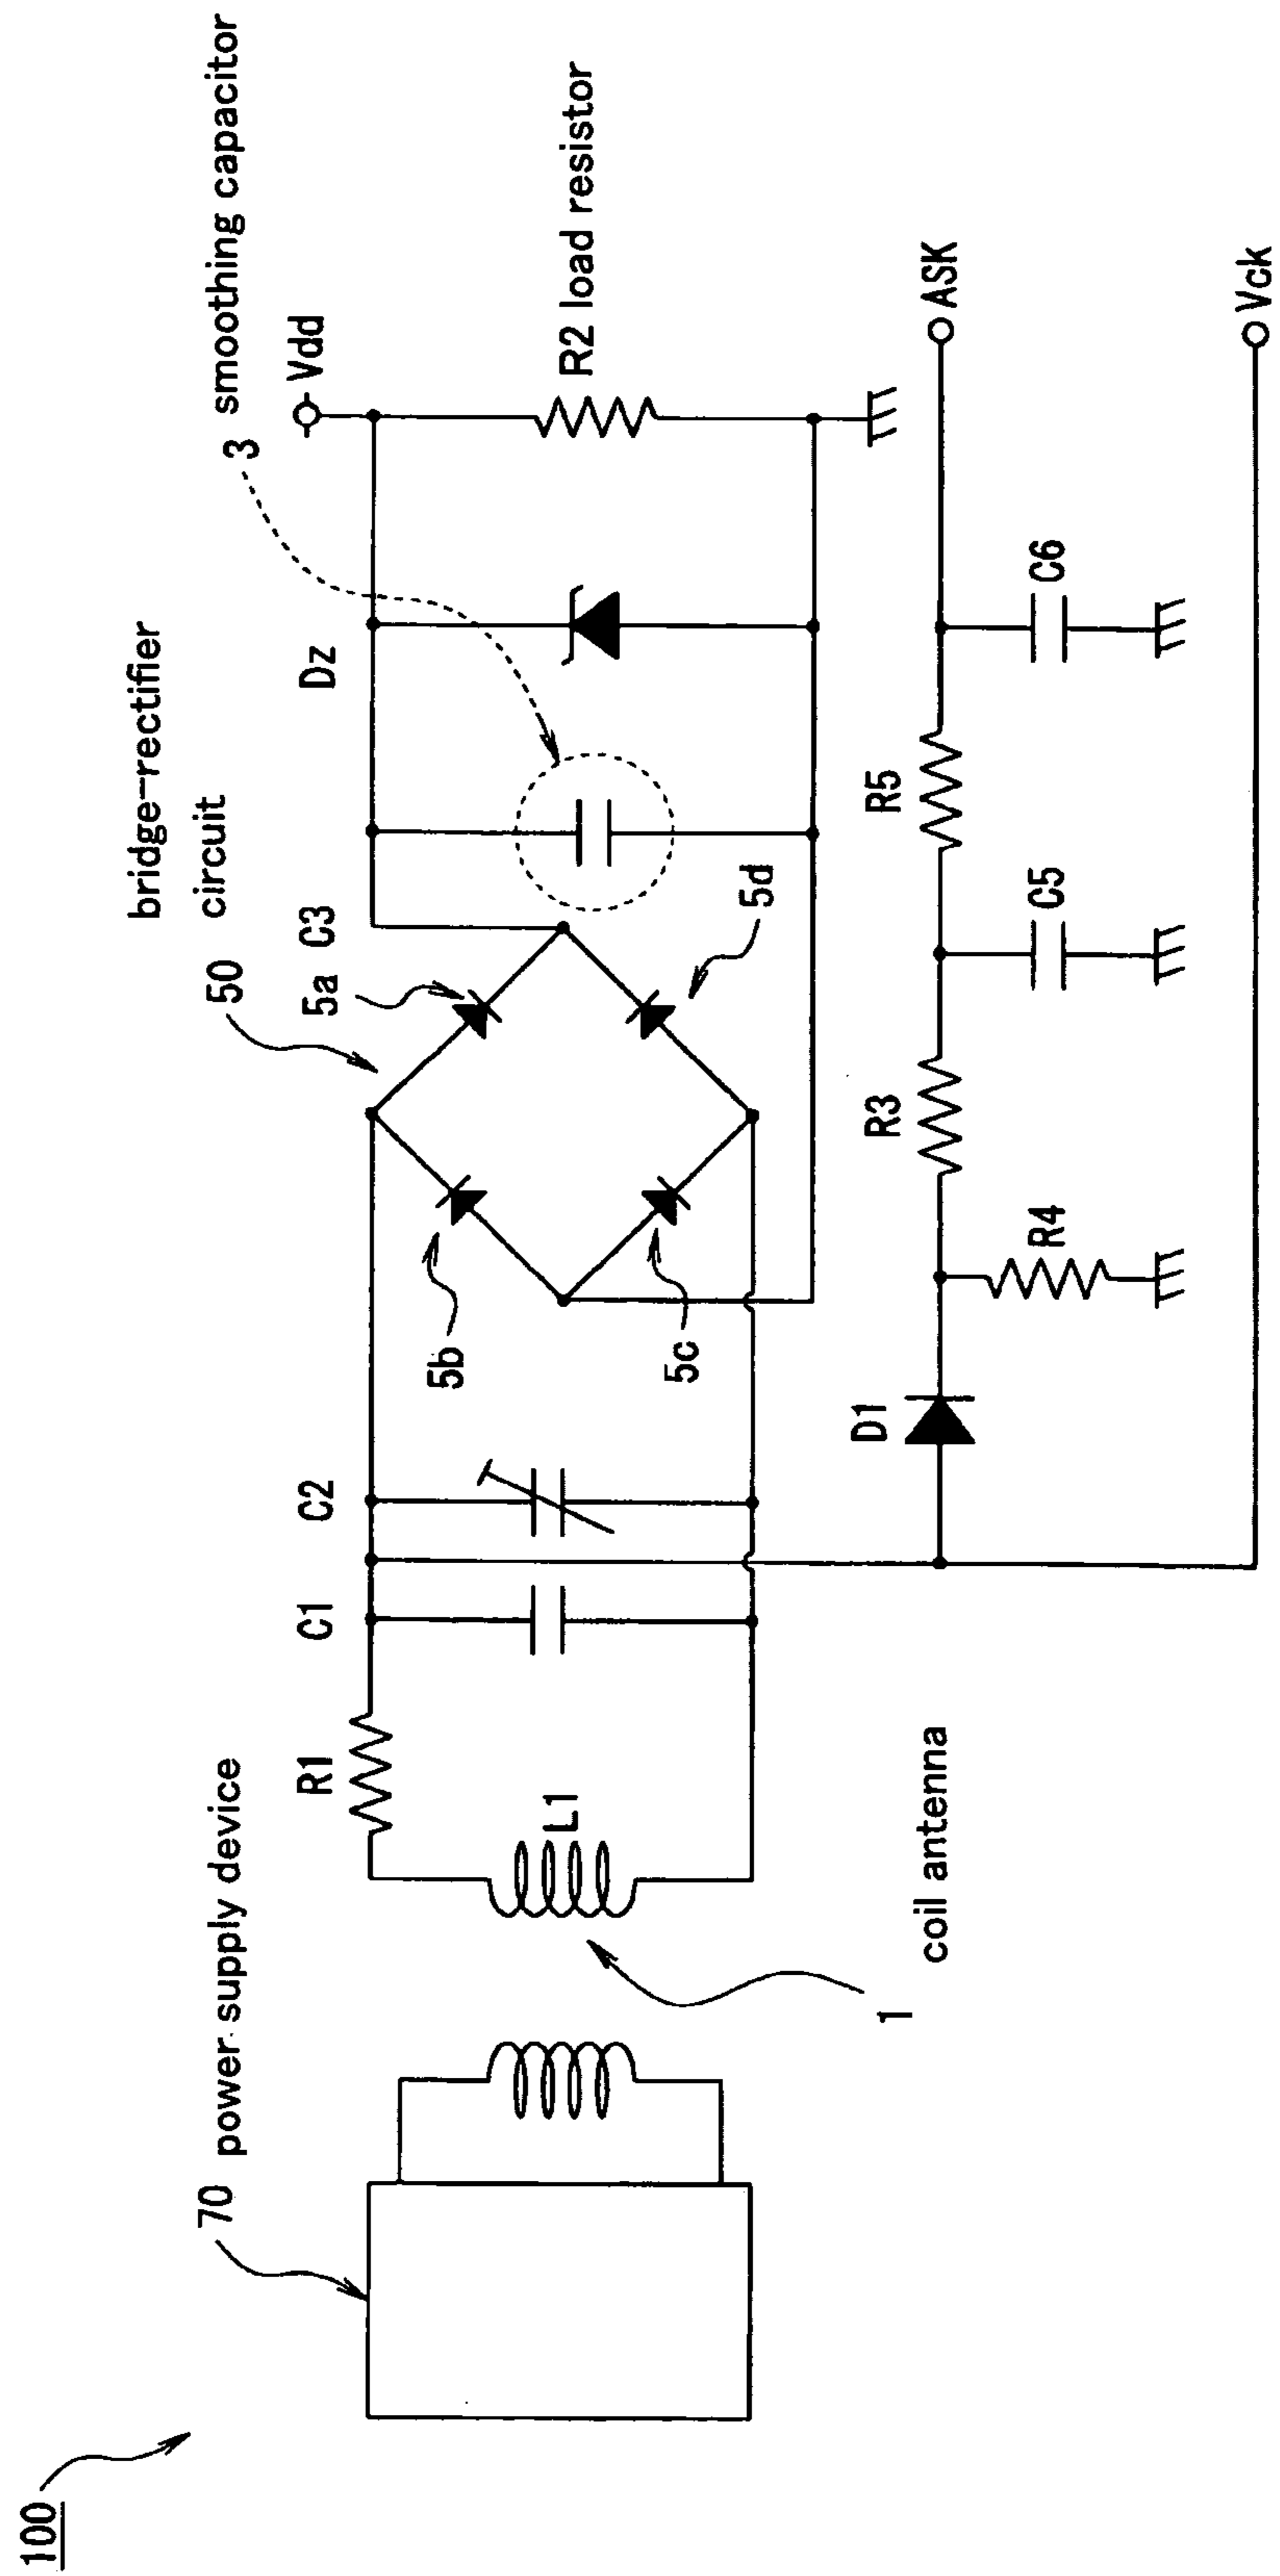 100
70 power supply device
bridge-rectifier
circuit
50
3 smoothing capacitor
R1
C1
C2
5a
C3
Dz
Vdd
5b
5c
5d
L1
R2 load resistor
1
coil antenna
D1
R3
R5
ASK
R4
C5
C6
Vck